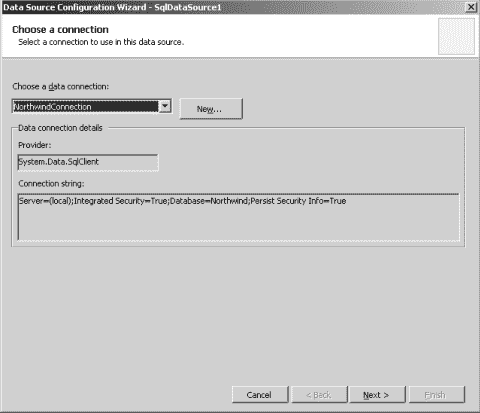 Data Source Configuration Wizard - SqlDataSource1
Choose a connection
Select a connection to use in this data source.
Choose a data connection:
NorthwindConnection
New...
Data connection details
Provider:
System.Data.SqlClient
Connection string:
Server=(local);Integrated Security=True;Database=Northwind;Persist Security Info=True
Cancel
< Back
Next >
Finish